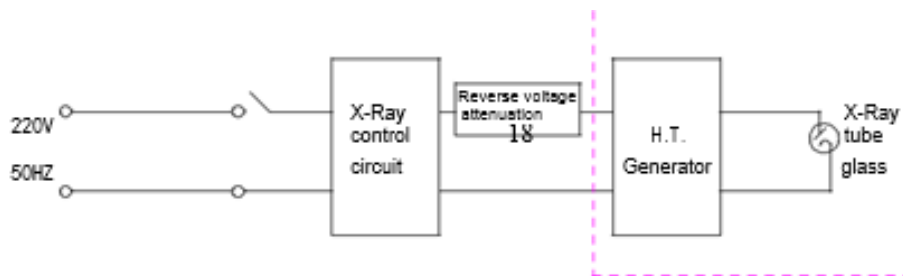 220V
50HZ
X-Ray
control
circuit
Reverse voltage
attenuation
18
H.T.
Generator
X-Ray
tube
glass